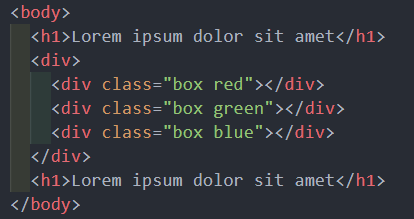 <body>
<h1>Lorem ipsum dolor sit amet</h1>
<div>
<div class="box red"></div>
<div class="box green"></div>
<div class="box blue"></div>
</div>
<h1>Lorem ipsum dolor sit amet</h1>
</body>